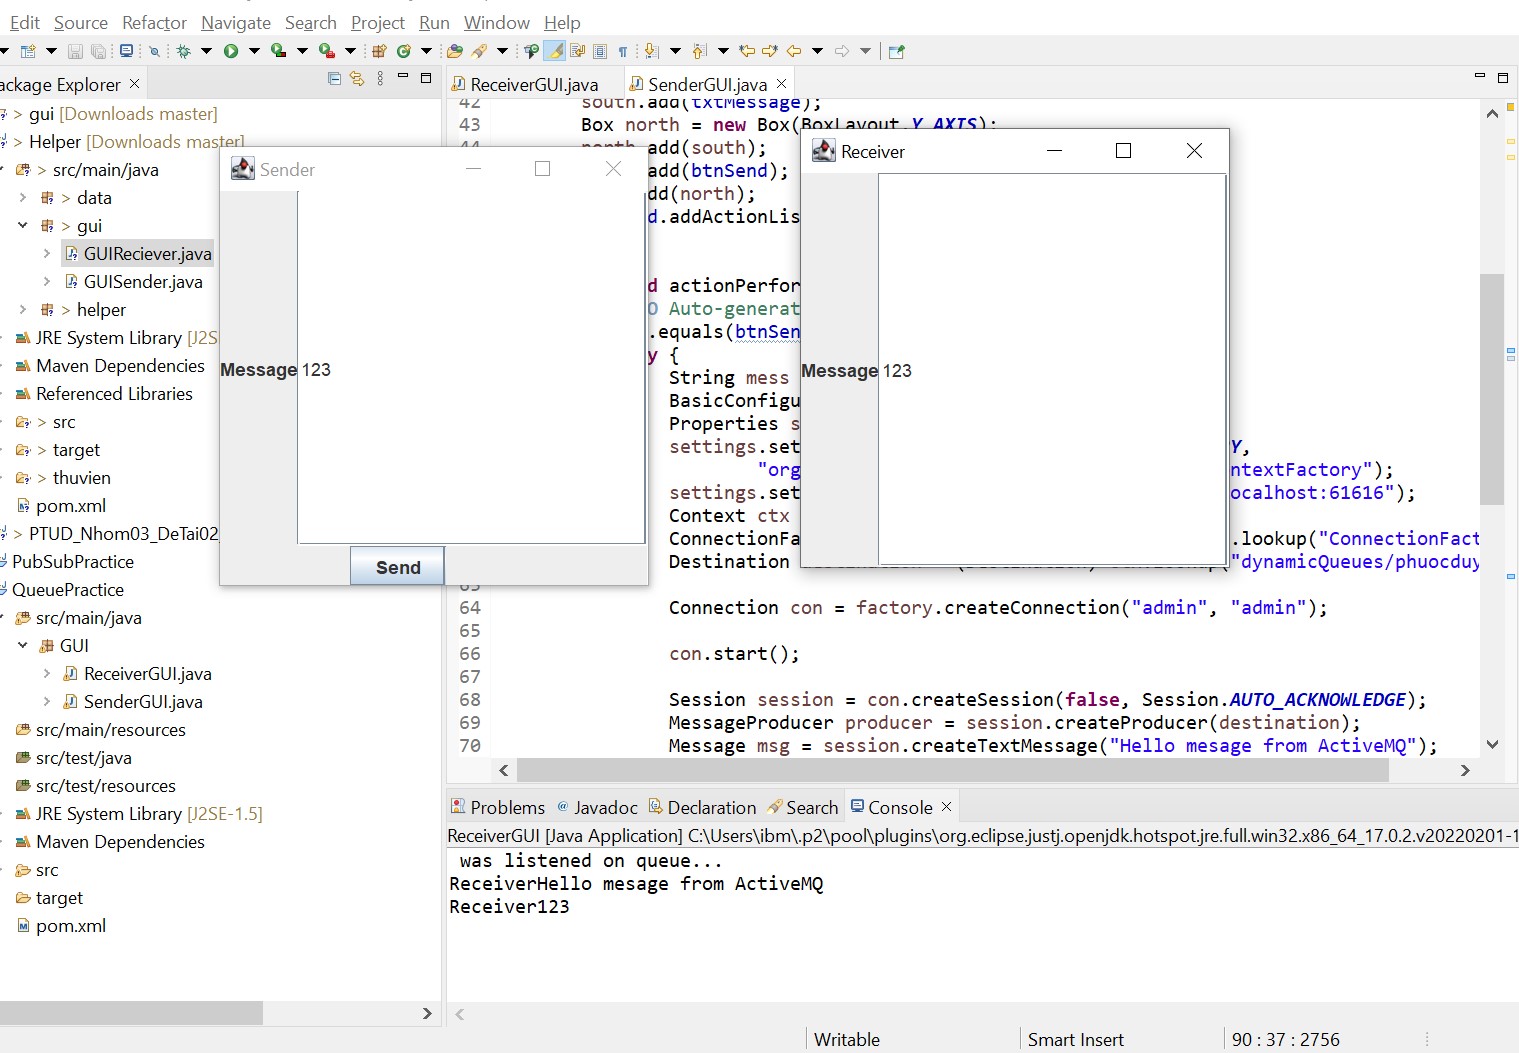 Edit Source Refactor Navigate Search Project Run Window Help
ackage Explorer
> gui [Downloads master]
> Helper [Downloads master]
> src/main/java
> data
> gui
GUIReciever.java
GUISender.java
> helper
JRE System Library [J2S
Maven Dependencies
Referenced Libraries
> src
> target
> thuvien
pom.xml
> PTUD_Nhom03_DeTai02
PubSubPractice
QueuePractice
src/main/java
GUI
ReceiverGUI.java
SenderGUI.java
src/main/resources
src/test/java
src/test/resources
JRE System Library [J2SE-1.5]
Maven Dependencies
src
target
pom.xml
ReceiverGUI.java SenderGUI.java
42 south.add(txtMessage);
43 Box north = new Box(BoxLayout.Y_AXIS);
add(south);
add(btnSend);
dd(north);
d.addActionLis
d actionPerfor
O Auto-generat
.equals(btnSen
y {
String mess
BasicConfigu
Properties s
settings.set Y,
"org ntextFactory");
settings.set ocalhost:61616");
Context ctx
ConnectionFa .lookup("ConnectionFact
Destination "dynamicQueues/phuocduy
64 Connection con = factory.createConnection("admin", "admin");
65
66 con.start();
67
68 Session session = con.createSession(false, Session.AUTO_ACKNOWLEDGE);
69 MessageProducer producer = session.createProducer(destination);
70 Message msg = session.createTextMessage("Hello mesage from ActiveMQ");
Sender
Message 123
Send
Receiver
Message 123
Problems @ Javadoc Declaration Search Console
ReceiverGUI [Java Application] C:\Users\ibm\.p2\pool\plugins\org.eclipse.justj.openjdk.hotspot.jre.full.win32.x86_64_17.0.2.v20220201-1
was listened on queue...
ReceiverHello mesage from ActiveMQ
Receiver123
Writable Smart Insert 90 : 37 : 2756